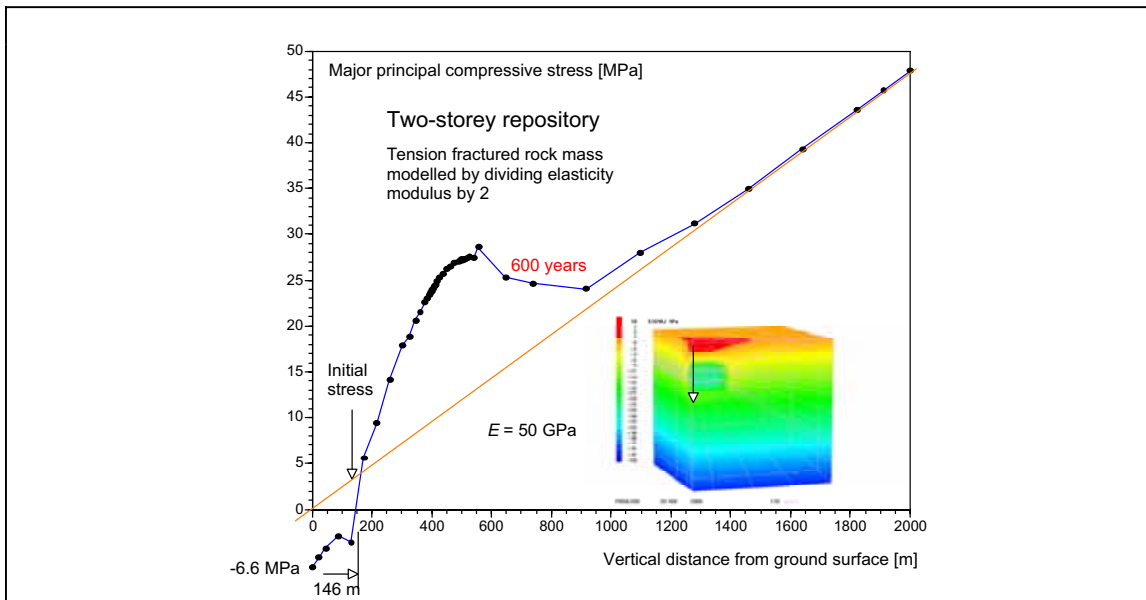 50
Major principal compressive stress [MPa]
45
40
35
30
25
20
15
10
5
0
Two-storey repository
Tension fractured rock mass
modelled by dividing elasticity
modulus by 2
600 years
Initial
stress
E = 50 GPa
0 200 400 600 800 1000 1200 1400 1600 1800 2000
Vertical distance from ground surface [m]
-6.6 MPa
146 m